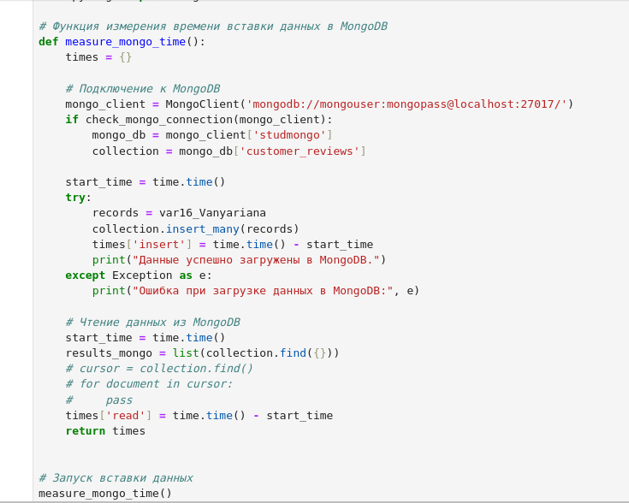 # Функция измерения времени вставки данных в MongoDB
def measure_mongo_time():
    times = {}
    # Подключение к MongoDB
    mongo_client = MongoClient('mongodb://mongouser:mongopass@localhost:27017/')
    if check_mongo_connection(mongo_client):
        mongo_db = mongo_client['studmongo']
        collection = mongo_db['customer_reviews']
    start_time = time.time()
    try:
        records = var16_Vanyariana
        collection.insert_many(records)
        times['insert'] = time.time() - start_time
        print("Данные успешно загружены в MongoDB.")
    except Exception as e:
        print("Ошибка при загрузке данных в MongoDB:", e)
    # Чтение данных из MongoDB
    start_time = time.time()
    results_mongo = list(collection.find({}))
    # cursor = collection.find()
    # for document in cursor:
    #     pass
    times['read'] = time.time() - start_time
    return times
# Запуск вставки данных
measure_mongo_time()